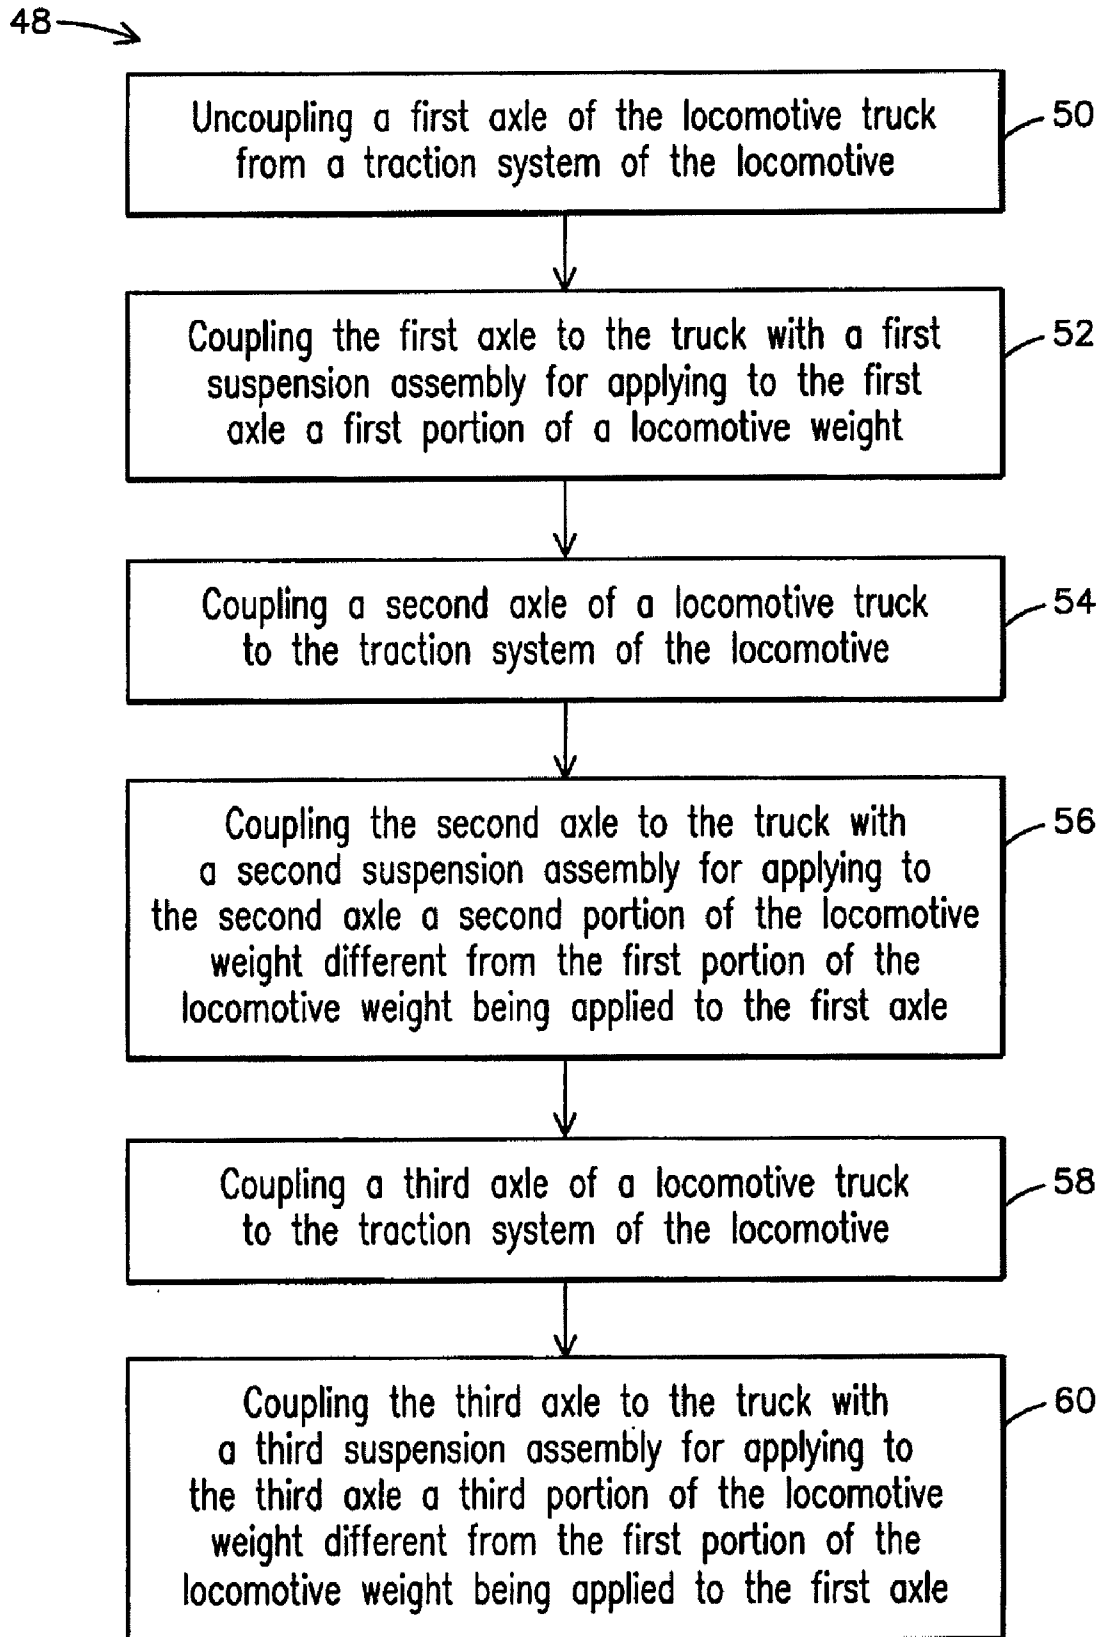 48
Uncoupling a first axle of the locomotive truck
from a traction system of the locomotive
50
Coupling the first axle to the truck with a first
suspension assembly for applying to the first
axle a first portion of a locomotive weight
52
Coupling a second axle of a locomotive truck
to the traction system of the locomotive
54
Coupling the second axle to the truck with
a second suspension assembly for applying to
the second axle a second portion of the locomotive
weight different from the first portion of the
locomotive weight being applied to the first axle
56
Coupling a third axle of a locomotive truck
to the traction system of the locomotive
58
Coupling the third axle to the truck with
a third suspension assembly for applying to
the third axle a third portion of the locomotive
weight different from the first portion of the
locomotive weight being applied to the first axle
60